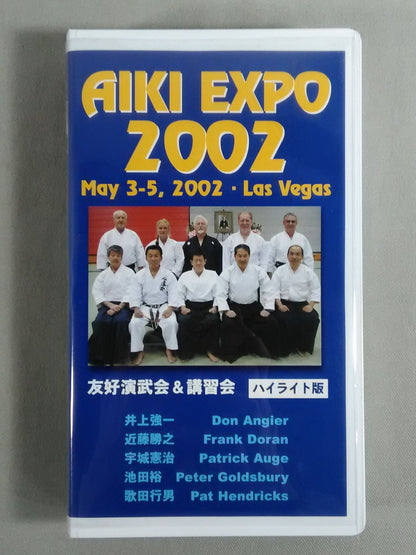 AIKI EXPO
2002
May 3-5, 2002 · Las Vegas
友好演武会&講習会 ハイライト版
井上強一 Don Angier
近藤勝之 Frank Doran
宇城憲治 Patrick Auge
池田裕 Peter Goldsbury
歌田行男 Pat Hendricks